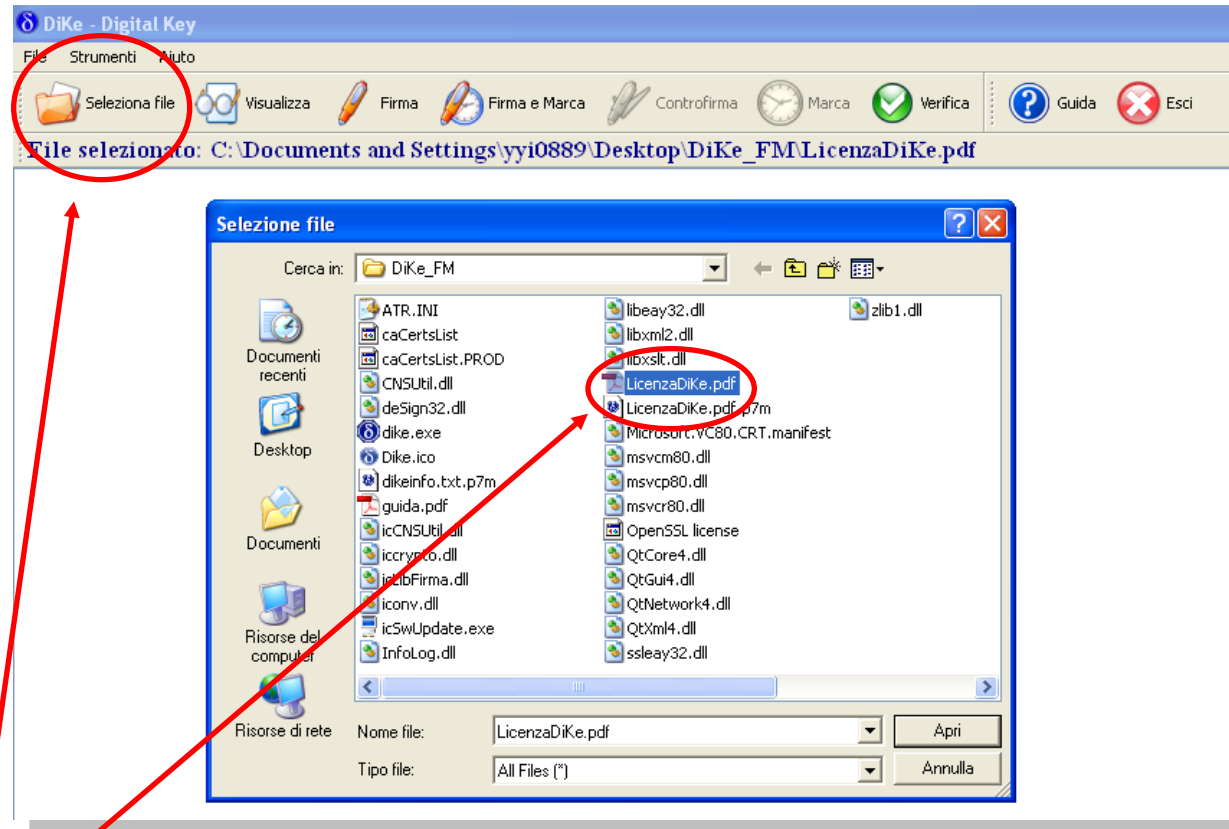 DiKe - Digital Key
File Strumenti Aiuto
Seleziona file Visualizza Firma Firma e Marca Controfirma Marca Verifica Guida Esci
File selezionato: C:\Documents and Settings\yyi0889\Desktop\DiKe_FM\LicenzaDiKe.pdf
Selezione file
Cerca in: DiKe_FM
Documenti recenti
Desktop
Documenti
Risorse del computer
Risorse di rete
ATR.INI
caCertsList
caCertsList.PROD
CNSUtil.dll
deSign32.dll
dike.exe
Dike.ico
dikeinfo.txt.p7m
guida.pdf
icCNSUtil.dll
iccrypto.dll
icLibFirma.dll
iconv.dll
icSwUpdate.exe
InfoLog.dll
libeay32.dll
libxml2.dll
libxslt.dll
LicenzaDiKe.pdf
LicenzaDiKe.pdf.p7m
Microsoft.VC80.CRT.manifest
msvcm80.dll
msvcp80.dll
msvcr80.dll
OpenSSL license
QtCore4.dll
QtGui4.dll
QtNetwork4.dll
QtXml4.dll
ssleay32.dll
zlib1.dll
Nome file: LicenzaDiKe.pdf Apri
Tipo file: All Files (*) Annulla